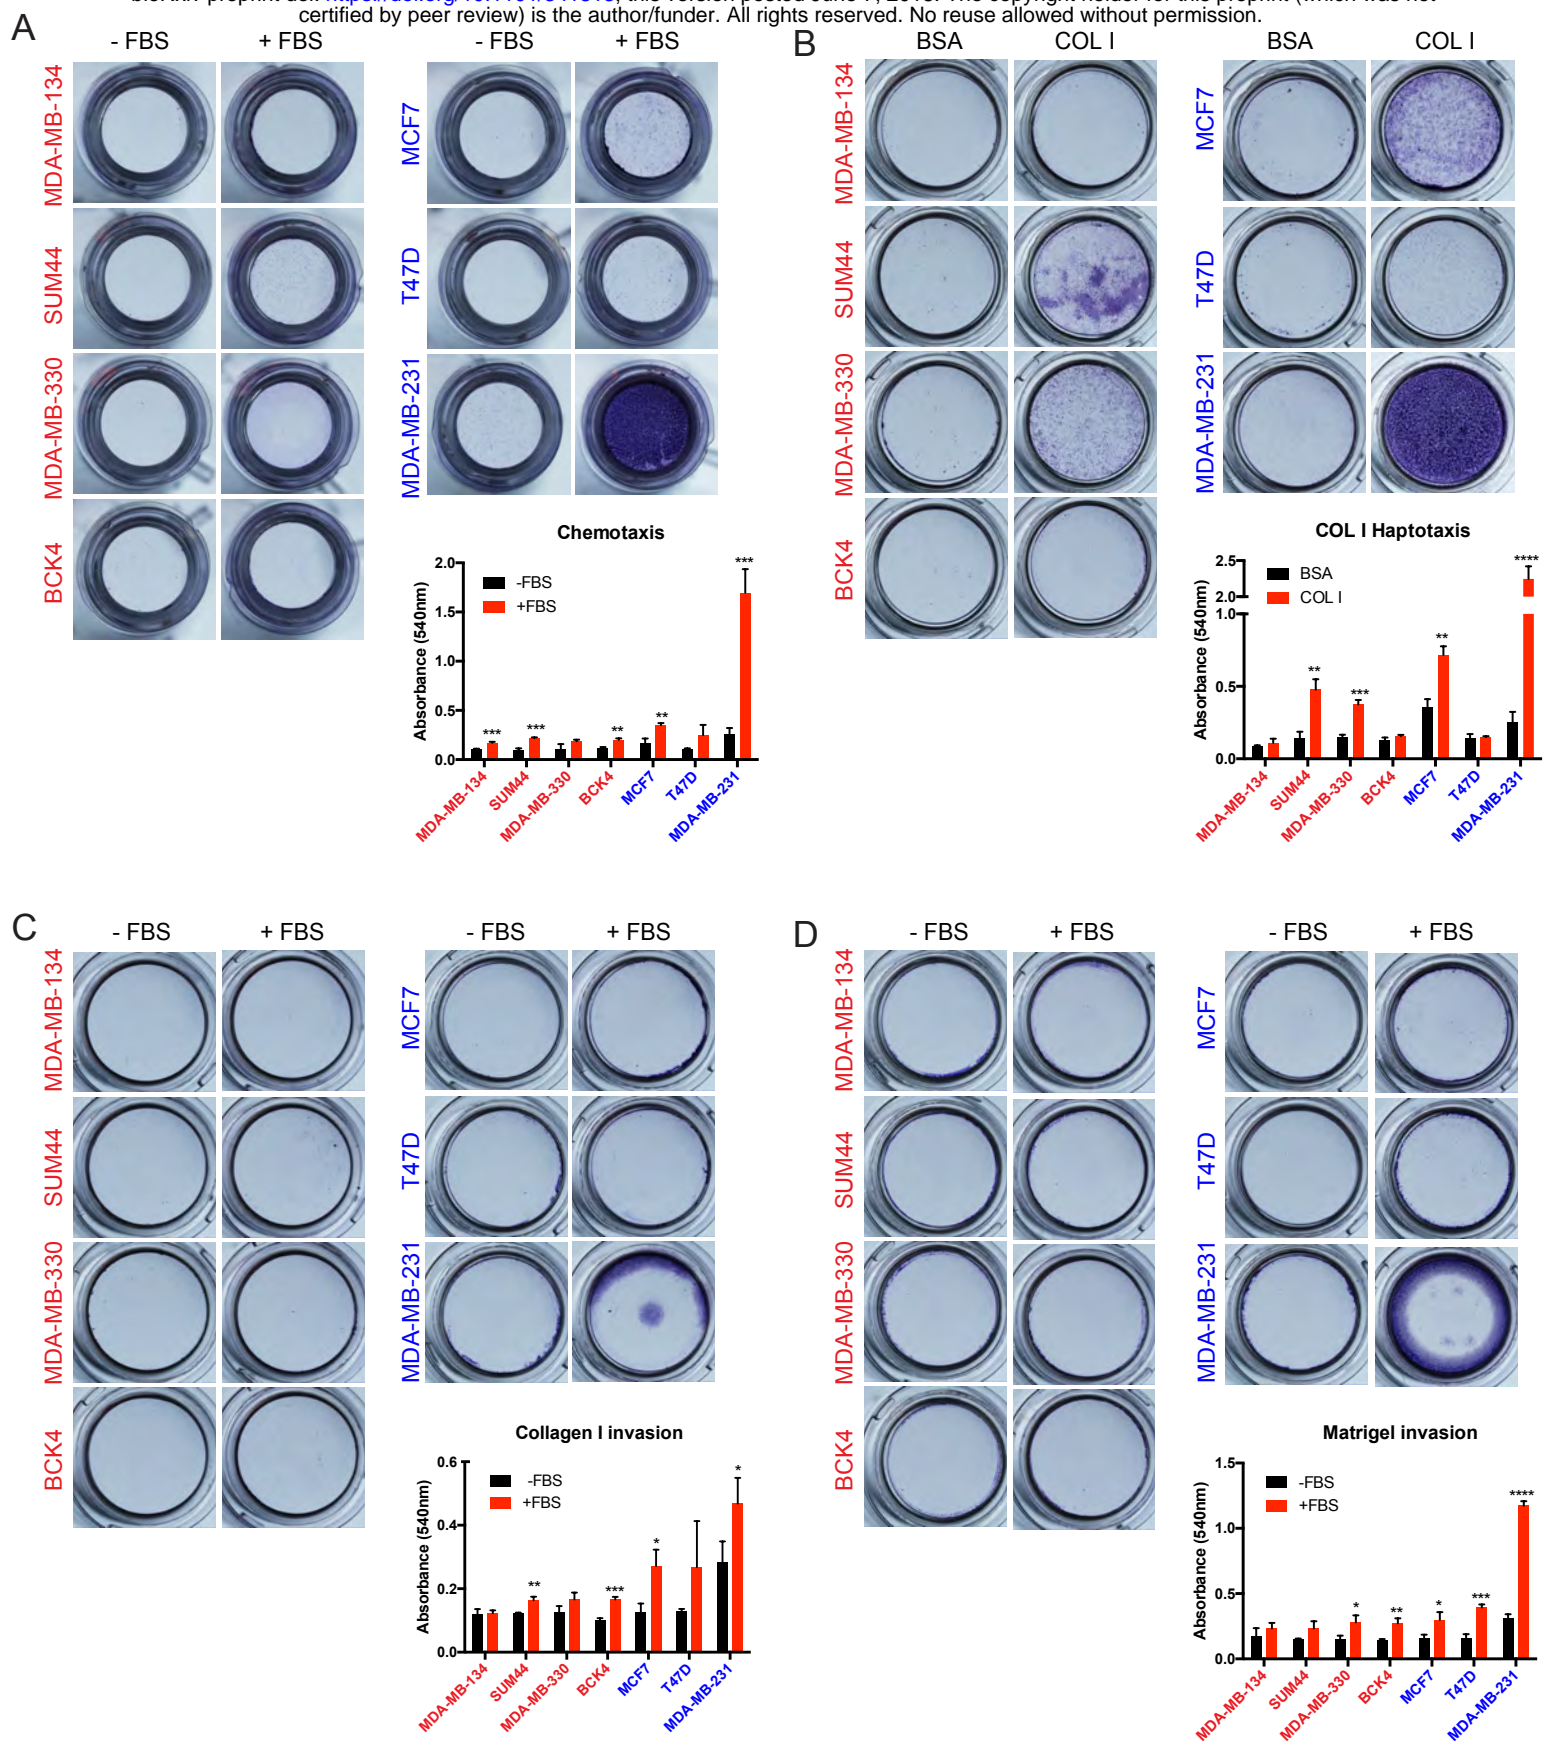 certified by peer review) is the author/funder. All rights reserved. No reuse allowed without permission.
A
- FBS
+ FBS
- FBS
+ FBS
MDA-MB-134
SUM44
MDA-MB-330
BCK4
MCF7
T47D
MDA-MB-231
Chemotaxis
Absorbance (540nm)
2.0
1.5
1.0
0.5
0.0
-FBS
+FBS
***
***
**
**
***
MDA-MB-134
SUM44
MDA-MB-330
BCK4
MCF7
T47D
MDA-MB-231
B
BSA
COL I
BSA
COL I
MDA-MB-134
SUM44
MDA-MB-330
BCK4
MCF7
T47D
MDA-MB-231
COL I Haptotaxis
Absorbance (540nm)
2.5
2.0
1.0
0.5
0.0
BSA
COL I
**
***
**
****
MDA-MB-134
SUM44
MDA-MB-330
BCK4
MCF7
T47D
MDA-MB-231
C
- FBS
+ FBS
- FBS
+ FBS
MDA-MB-134
SUM44
MDA-MB-330
BCK4
MCF7
T47D
MDA-MB-231
Collagen I invasion
Absorbance (540nm)
0.6
0.4
0.2
0.0
-FBS
+FBS
**
***
*
*
MDA-MB-134
SUM44
MDA-MB-330
BCK4
MCF7
T47D
MDA-MB-231
D
- FBS
+ FBS
- FBS
+ FBS
MDA-MB-134
SUM44
MDA-MB-330
BCK4
MCF7
T47D
MDA-MB-231
Matrigel invasion
Absorbance (540nm)
1.5
1.0
0.5
0.0
-FBS
+FBS
*
**
*
***
****
MDA-MB-134
SUM44
MDA-MB-330
BCK4
MCF7
T47D
MDA-MB-231